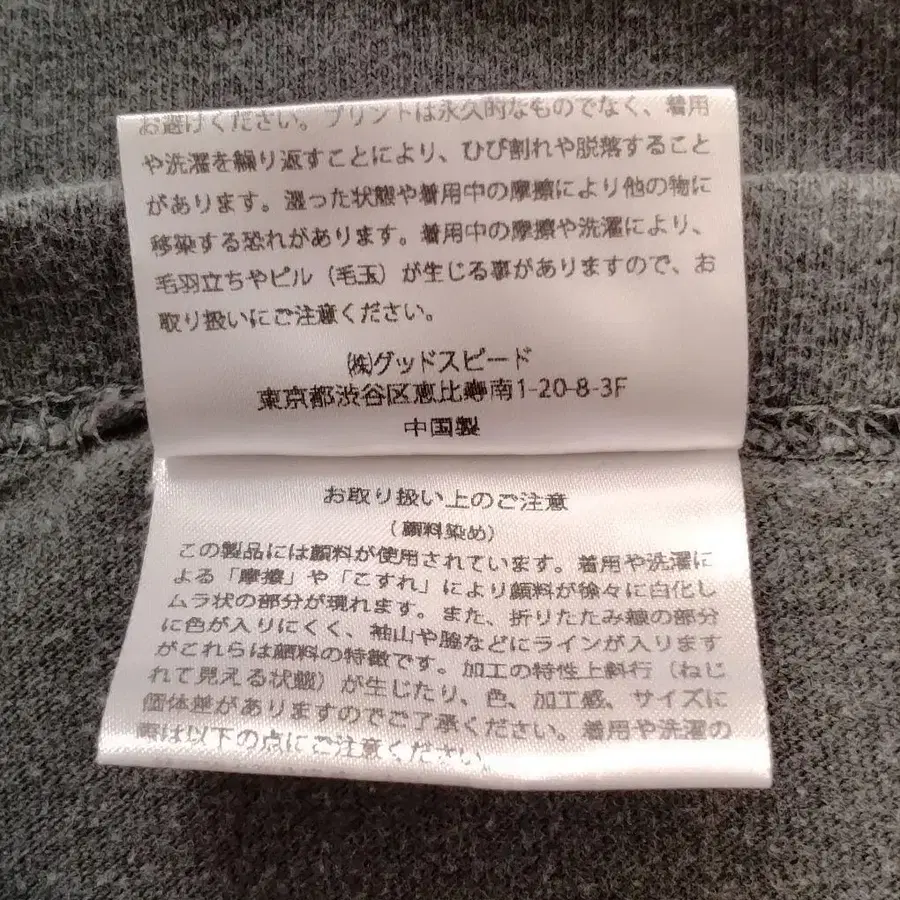 お避けください。プリントは永久的なものでなく、着用
や洗濯を繰り返すことにより、ひび割れや脱落すること
があります。湿った状態や着用中の摩擦により他の物に
移染する恐れがあります。着用中の摩擦や洗濯により、
毛羽立ちやピル（毛玉）が生じる事がありますので、お
取り扱いにご注意ください。
㈱グッドスピード
東京都渋谷区恵比寿南1-20-8-3F
中国製
お取り扱い上のご注意
（顔料染め）
この製品には顔料が使用されています。着用や洗濯に
よる「摩擦」や「こすれ」により顔料が徐々に白化し
ムラ状の部分が現れます。また、折りたたみ線の部分
に色が入りにくく、袖山や脇などにラインが入ります
がこれらは顔料の特徴です。加工の特性上斜行（ねじ
れて見える状態）が生じたり、色、加工感、サイズに
個体差がありますのでご了承ください。着用や洗濯の
際は以下の点にご注意ください。